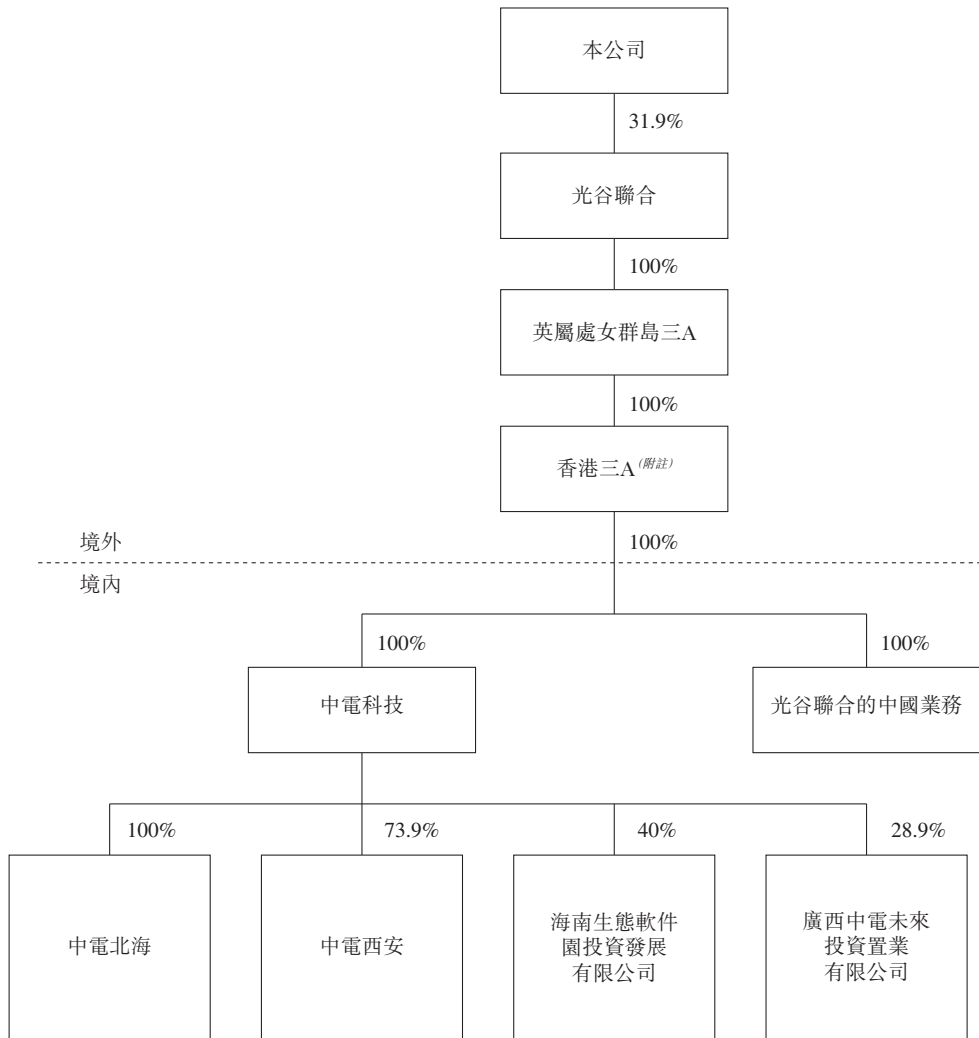 本公司
31.9%
光谷聯合
100%
英屬處女群島三A
100%
香港三A(附註)
境外
100%
境內
100%
100%
中電科技
光谷聯合的中國業務
100%
73.9%
40%
28.9%
中電北海
中電西安
海南生態軟件
園投資發展
有限公司
廣西中電未來
投資置業
有限公司